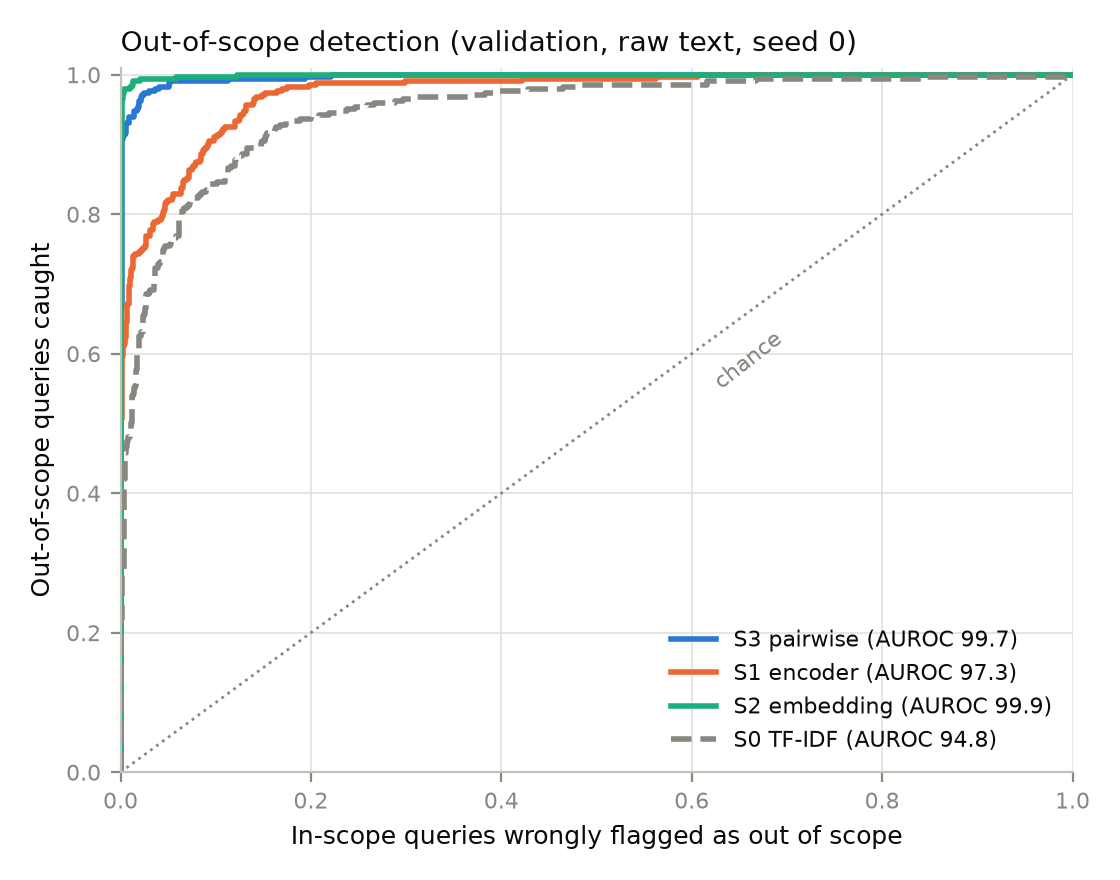 Out-of-scope detection (validation, raw text, seed 0)
1.0
0.8
0.6
0.4
0.2
0.0
Out-of-scope queries caught
chance
S3 pairwise (AUROC 99.7)
S1 encoder (AUROC 97.3)
S2 embedding (AUROC 99.9)
S0 TF-IDF (AUROC 94.8)
0.0 0.2 0.4 0.6 0.8 1.0
In-scope queries wrongly flagged as out of scope